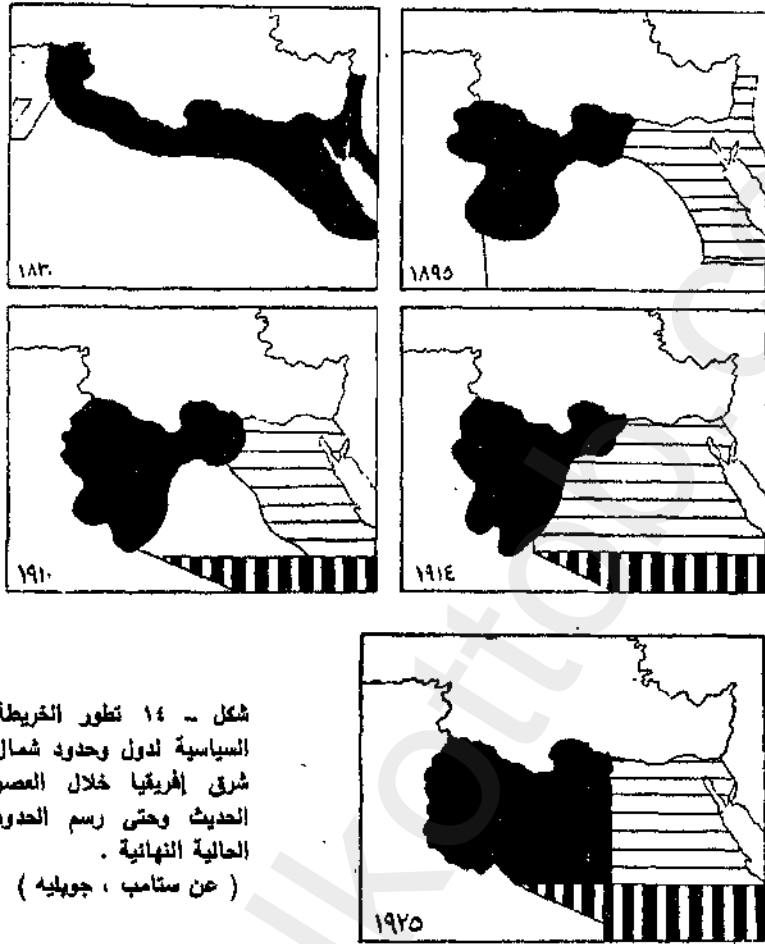 ١٨٣٠
١٨٩٥
١٩١٠
١٩١٤
شكل - ١٤ تطور الخريطة
السياسية لدول وحدود شمال
شرق إفريقيا خلال العصر
الحديث وحتى رسم الحدود
الحالية النهائية .
( عن ستامب ، جوبليه )
١٩٢٥